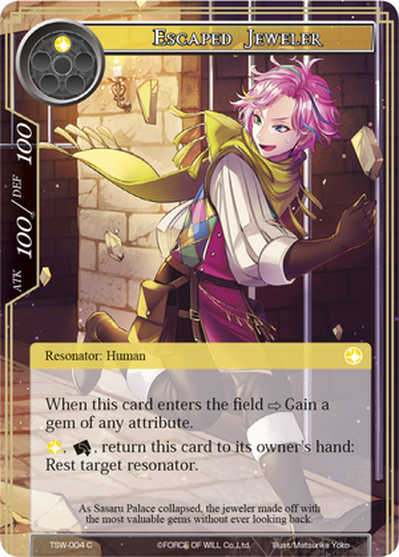 Escaped Jeweler
ATK 100 / DEF 100
Resonator: Human
When this card enters the field ⇨ Gain a
gem of any attribute.
, , return this card to its owner's hand:
Rest target resonator.
As Sasaru Palace collapsed, the jeweler made off with
the most valuable gems without ever looking back.
TSW-004 C ©FORCE OF WILL Co.,Ltd. Illust/Matsurika Yoko